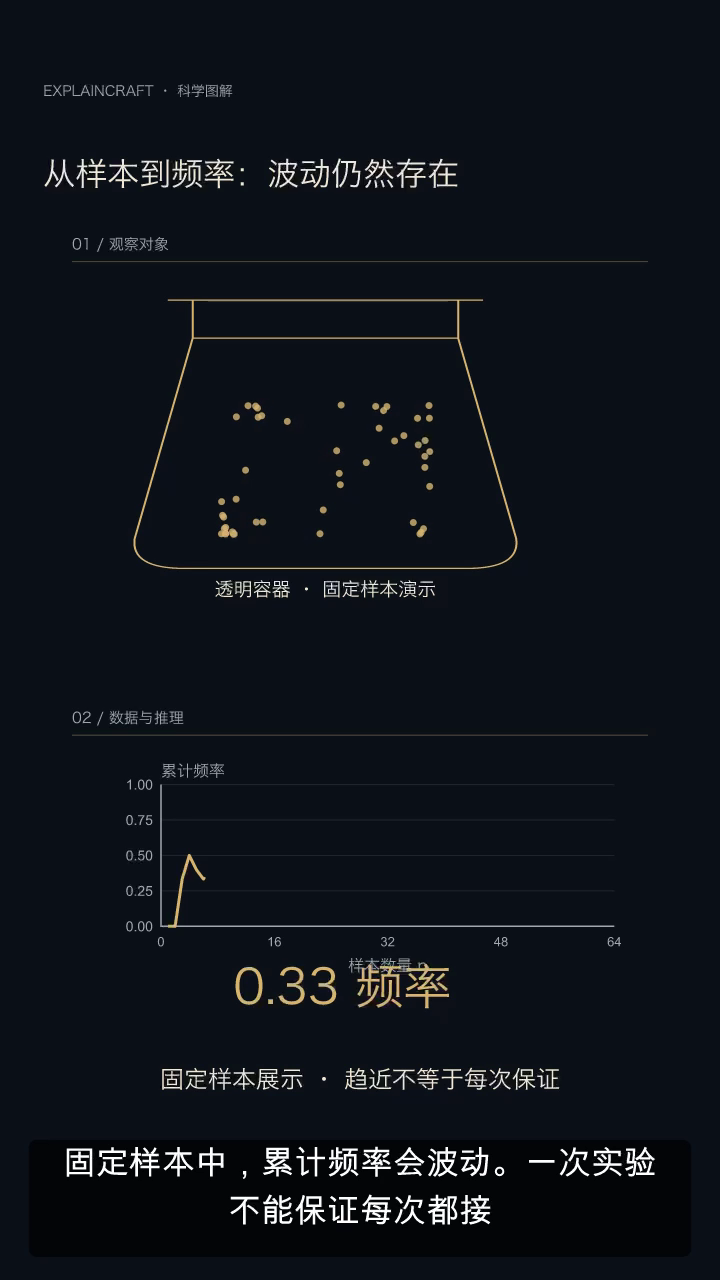 EXPLAINCRAFT · 科学图解
从样本到频率：波动仍然存在
01 / 观察对象
透明容器 · 固定样本演示
02 / 数据与推理
累计频率
1.00
0.75
0.50
0.25
0.00
0 16 32 48 64
样本数量 n
0.33 频率
固定样本展示 · 趋近不等于每次保证
固定样本中，累计频率会波动。一次实验
不能保证每次都接